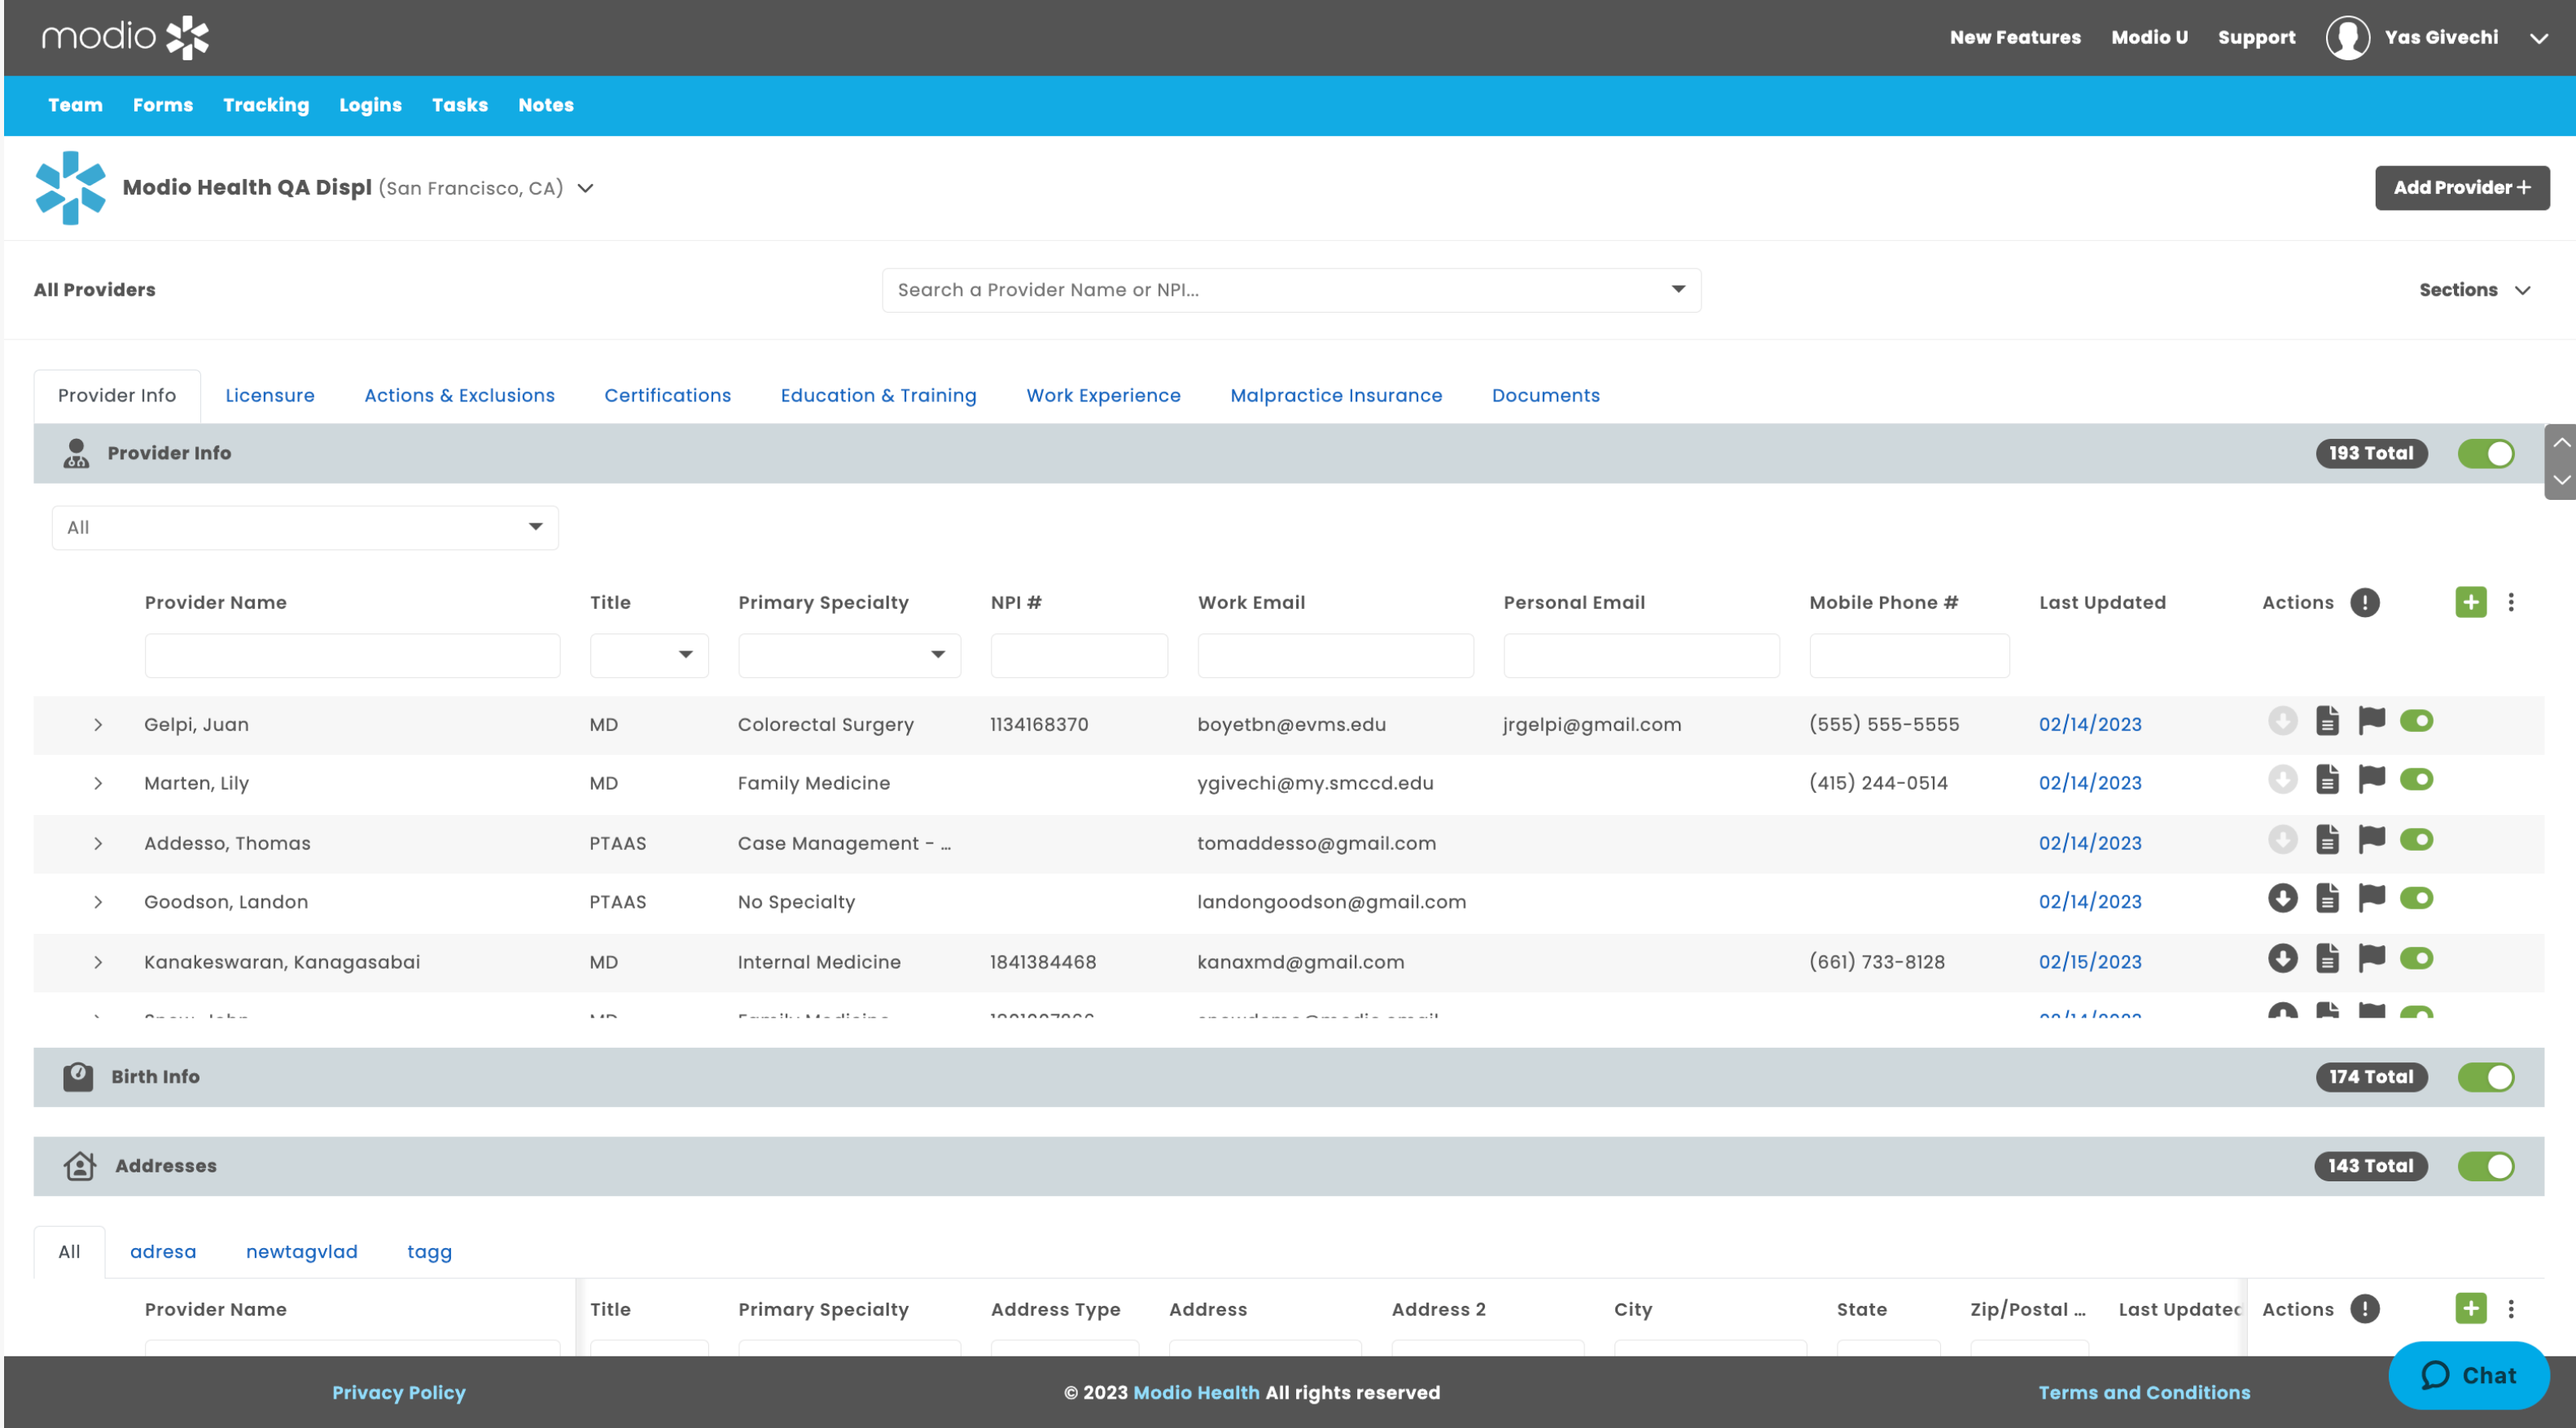 modio
New Features Modio U Support Yas Givechi
Team Forms Tracking Logins Tasks Notes
Modio Health QA Displ (San Francisco, CA)
Add Provider +
All Providers
Search a Provider Name or NPI...
Sections
Provider Info Licensure Actions & Exclusions Certifications Education & Training Work Experience Malpractice Insurance Documents
Provider Info 193 Total
All
Provider Name Title Primary Specialty NPI # Work Email Personal Email Mobile Phone # Last Updated Actions
Gelpi, Juan MD Colorectal Surgery 1134168370 boyetbn@evms.edu jrgelpi@gmail.com (555) 555-5555 02/14/2023
Marten, Lily MD Family Medicine ygivechi@my.smccd.edu (415) 244-0514 02/14/2023
Addesso, Thomas PTAAS Case Management - ... tomaddesso@gmail.com 02/14/2023
Goodson, Landon PTAAS No Specialty landongoodson@gmail.com 02/14/2023
Kanakeswaran, Kanagasabai MD Internal Medicine 1841384468 kanaxmd@gmail.com (661) 733-8128 02/15/2023
MD Family Medicine
Birth Info 174 Total
Addresses 143 Total
All adresa newtagvlad tagg
Provider Name Title Primary Specialty Address Type Address Address 2 City State Zip/Postal ... Last Updated Actions
Privacy Policy © 2023 Modio Health All rights reserved Terms and Conditions
Chat